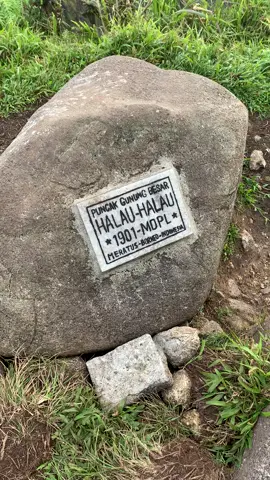 PUNCAK GUNUNG BESAR
HALAU-HALAU
*1901-MDPL*
MERATUS-BORNEO-INDONESIA